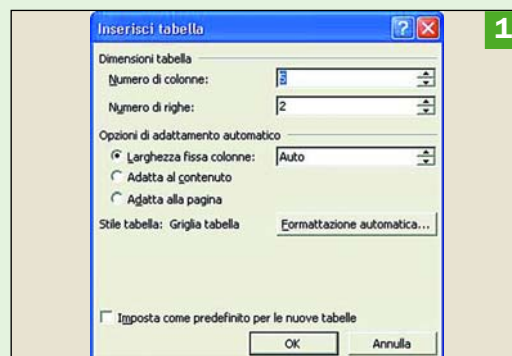 Inserisci tabella
1
Dimensioni tabella
Numero di colonne: 5
Numero di righe: 2
Opzioni di adattamento automatico
Larghezza fissa colonne: Auto
Adatta al contenuto
Adatta alla pagina
Stile tabella: Griglia tabella Formattazione automatica...
Imposta come predefinito per le nuove tabelle
OK Annulla